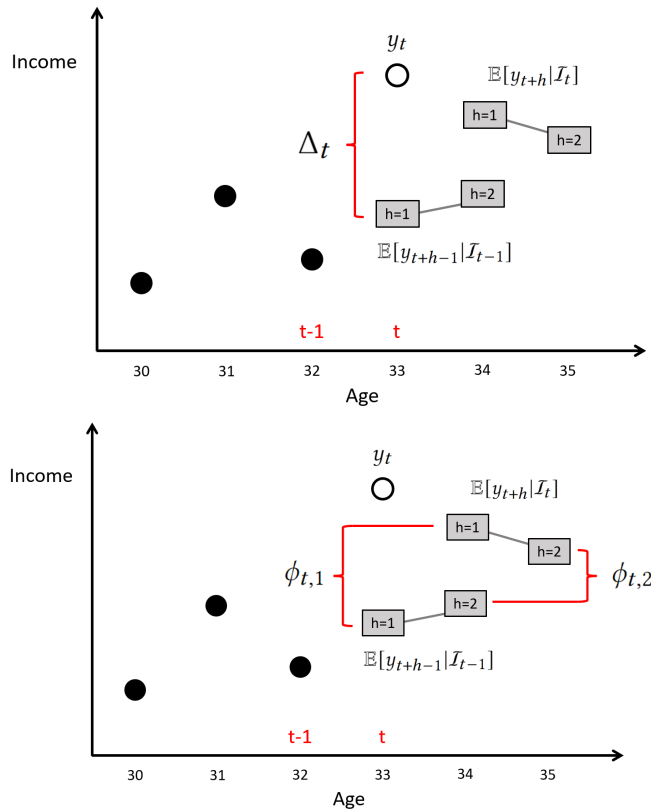 y_t
Income
𝔼[y_{t+h}|ℐ_t]
h=1
h=2
Δ_t
h=2
h=1
𝔼[y_{t+h-1}|ℐ_{t-1}]
t-1 t
30 31 32 33 34 35
Age
y_t
Income
𝔼[y_{t+h}|ℐ_t]
h=1
h=2
ϕ_{t,1}
ϕ_{t,2}
h=2
h=1
𝔼[y_{t+h-1}|ℐ_{t-1}]
t-1 t
30 31 32 33 34 35
Age